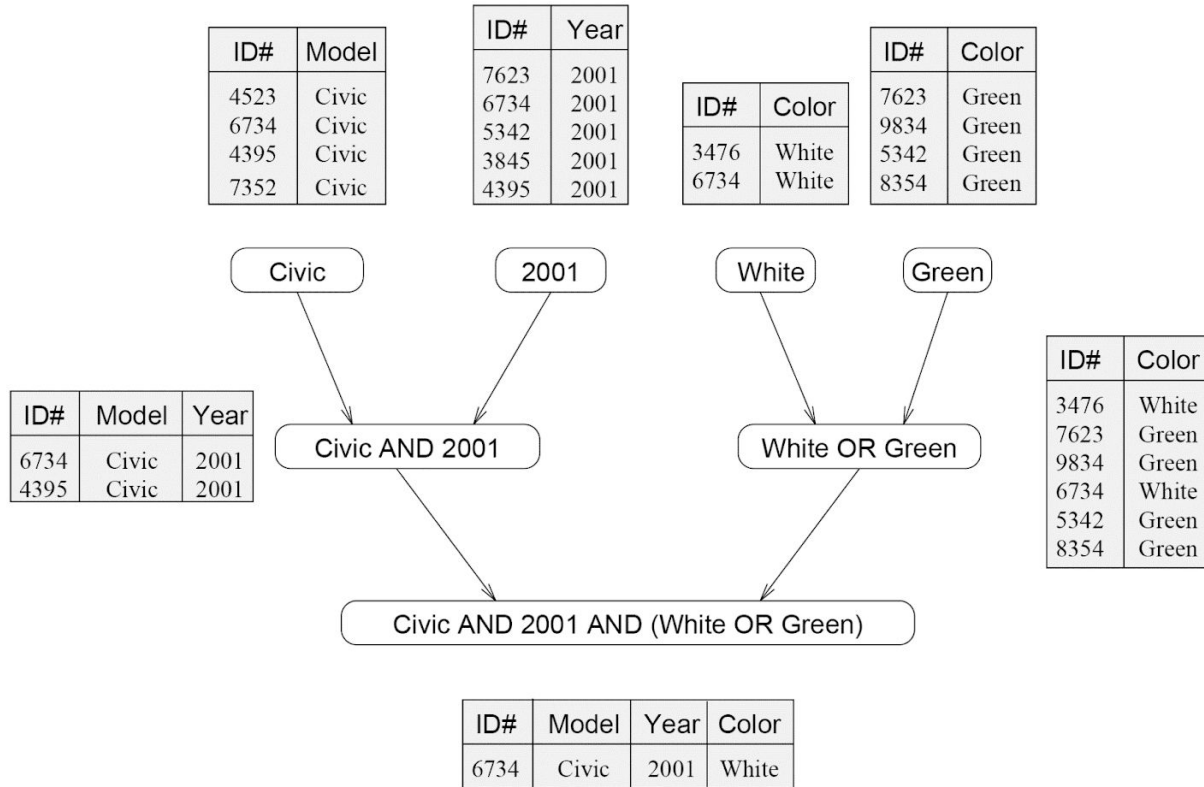 ID# Model
4523 Civic
6734 Civic
4395 Civic
7352 Civic
ID# Year
7623 2001
6734 2001
5342 2001
3845 2001
4395 2001
ID# Color
3476 White
6734 White
ID# Color
7623 Green
9834 Green
5342 Green
8354 Green
Civic
2001
White
Green
ID# Model Year
6734 Civic 2001
4395 Civic 2001
Civic AND 2001
White OR Green
ID# Color
3476 White
7623 Green
9834 Green
6734 White
5342 Green
8354 Green
Civic AND 2001 AND (White OR Green)
ID# Model Year Color
6734 Civic 2001 White